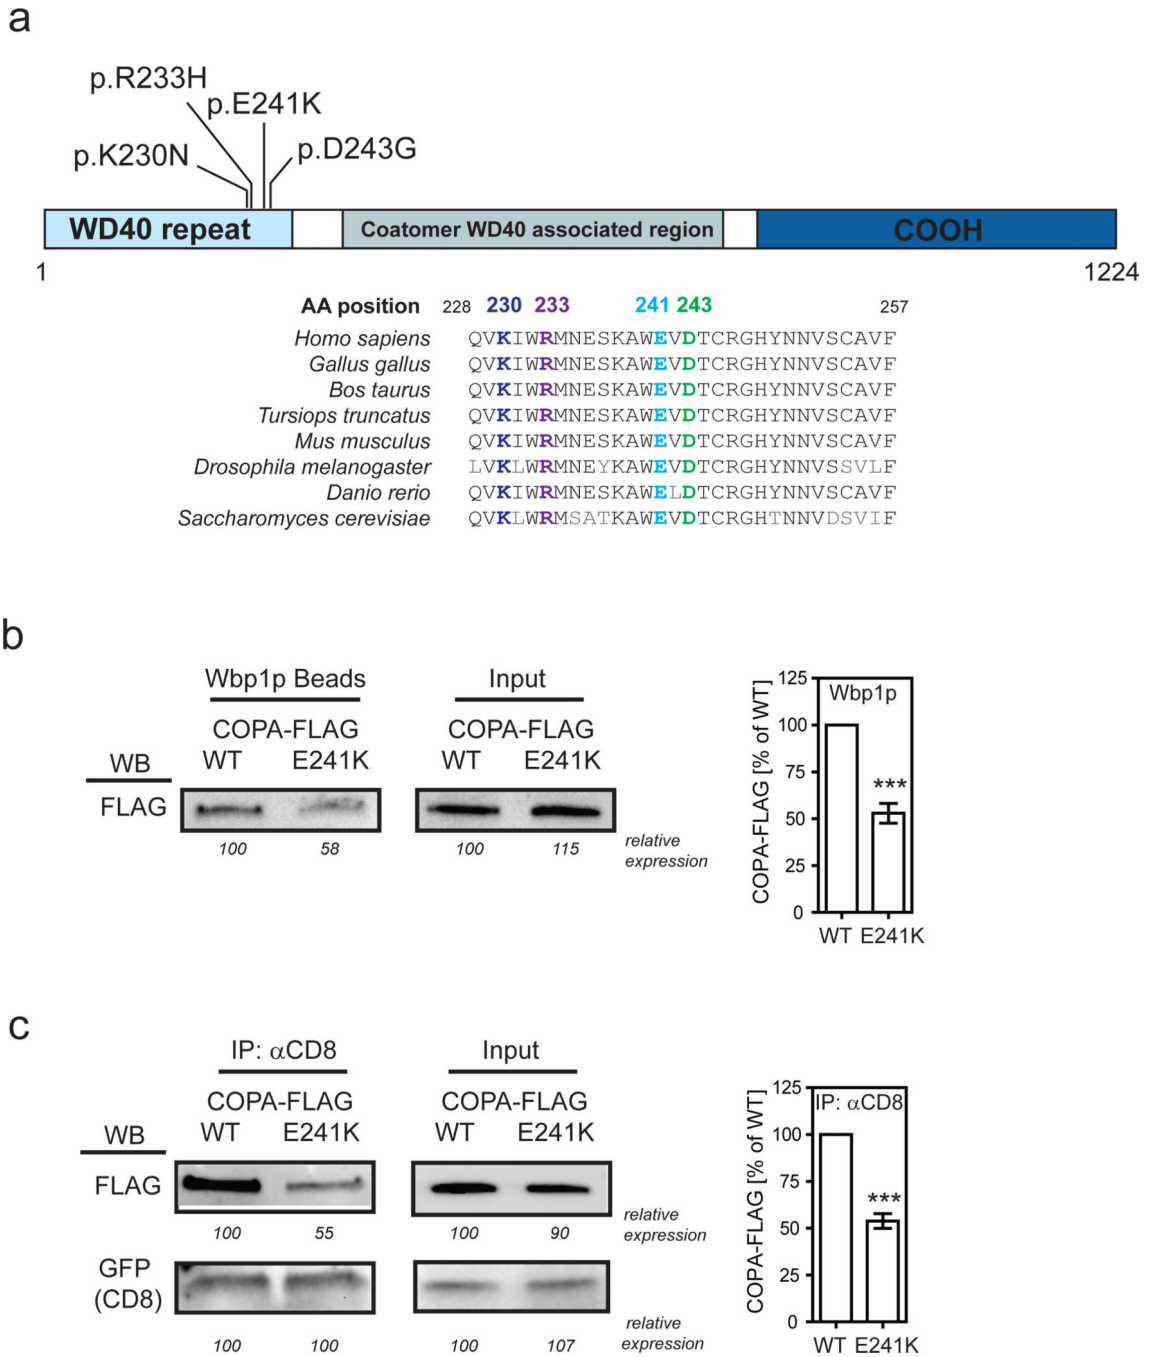 a
p.R233H
p.E241K
p.K230N
p.D243G
WD40 repeat
Coatomer WD40 associated region
COOH
1
1224
AA position 228 230 233 241 243 257
Homo sapiens QVKIWRMNESKAWEVDTCRGHYNNVSCAVF
Gallus gallus QVKIWRMNESKAWEVDTCRGHYNNVSCAVF
Bos taurus QVKIWRMNESKAWEVDTCRGHYNNVSCAVF
Tursiops truncatus QVKIWRMNESKAWEVDTCRGHYNNVSCAVF
Mus musculus QVKIWRMNESKAWEVDTCRGHYNNVSCAVF
Drosophila melanogaster LVKLWRMNEYKAWEVDTCRGHYNNVSSVLF
Danio rerio QVKIWRMNESKAWELDTCRGHYNNVSCAVF
Saccharomyces cerevisiae QVKLWRMSATKAWEVDTCRGHTNNVDSVIF
b
Wbp1p Beads
Input
COPA-FLAG
COPA-FLAG
WB
WT E241K
WT E241K
FLAG
100 58
100 115
relative
expression
COPA-FLAG [% of WT]
125
100
75
50
25
0
Wbp1p
***
WT E241K
c
IP: αCD8
Input
COPA-FLAG
COPA-FLAG
WB
WT E241K
WT E241K
FLAG
100 55
100 90
relative
expression
GFP
(CD8)
100 100
100 107
relative
expression
COPA-FLAG [% of WT]
125
100
75
50
25
0
IP: αCD8
***
WT E241K